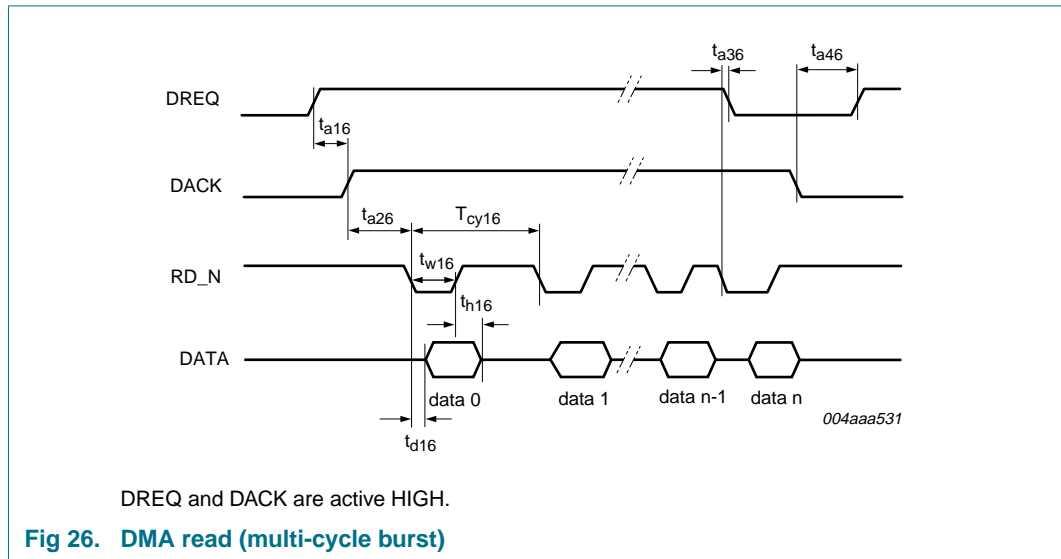 t_a36
t_a46
DREQ
t_a16
DACK
t_a26
T_cy16
RD_N
t_w16
t_h16
DATA
data 0
data 1
data n-1
data n
004aaa531
t_d16
DREQ and DACK are active HIGH.
Fig 26. DMA read (multi-cycle burst)